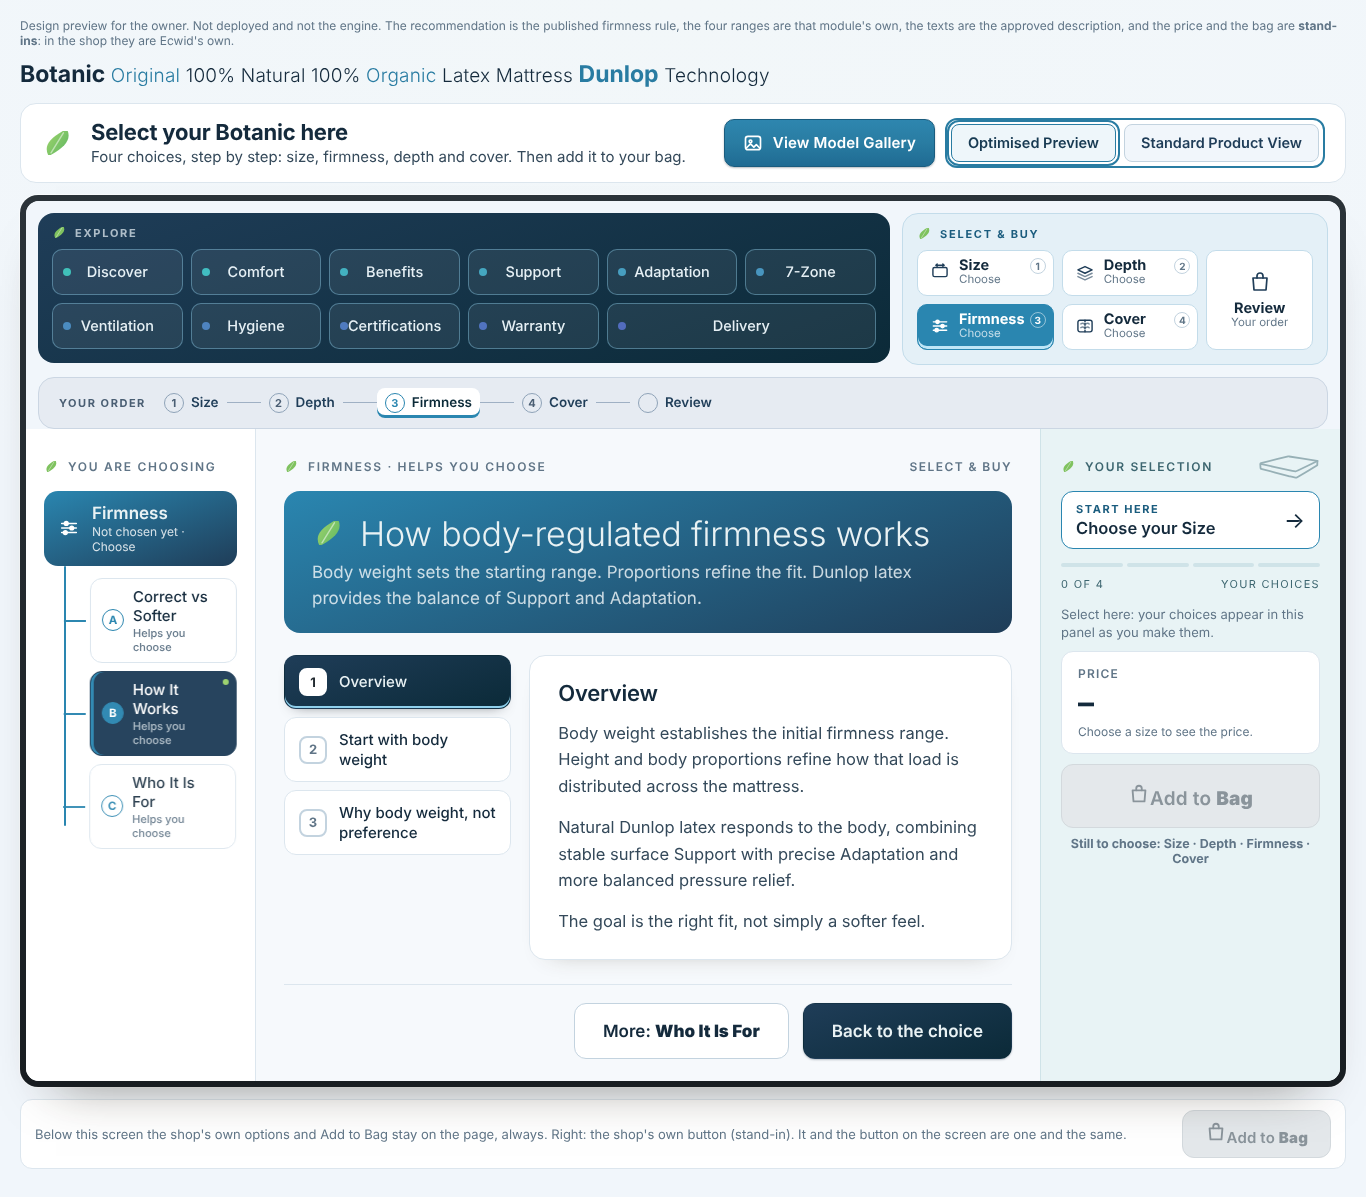 Design preview for the owner. Not deployed and not the engine. The recommendation is the published firmness rule, the four ranges are that module's own, the texts are the approved description, and the price and the bag are stand-
ins: in the shop they are Ecwid's own.
Botanic Original 100% Natural 100% Organic Latex Mattress Dunlop Technology
Select your Botanic here
Four choices, step by step: size, firmness, depth and cover. Then add it to your bag.
View Model Gallery
Optimised Preview
Standard Product View
EXPLORE
Discover
Comfort
Benefits
Support
Adaptation
7-Zone
Ventilation
Hygiene
Certifications
Warranty
Delivery
SELECT & BUY
Size
Choose
1
Depth
Choose
2
Firmness
Choose
3
Cover
Choose
4
Review
Your order
YOUR ORDER
1 Size
2 Depth
3 Firmness
4 Cover
Review
YOU ARE CHOOSING
Firmness
Not chosen yet ·
Choose
A
Correct vs
Softer
Helps you
choose
B
How It
Works
Helps you
choose
C
Who It Is
For
Helps you
choose
FIRMNESS · HELPS YOU CHOOSE
SELECT & BUY
How body-regulated firmness works
Body weight sets the starting range. Proportions refine the fit. Dunlop latex
provides the balance of Support and Adaptation.
1 Overview
2 Start with body
weight
3 Why body weight, not
preference
Overview
Body weight establishes the initial firmness range.
Height and body proportions refine how that load is
distributed across the mattress.
Natural Dunlop latex responds to the body, combining
stable surface Support with precise Adaptation and
more balanced pressure relief.
The goal is the right fit, not simply a softer feel.
More: Who It Is For
Back to the choice
YOUR SELECTION
START HERE
Choose your Size
0 OF 4
YOUR CHOICES
Select here: your choices appear in this
panel as you make them.
PRICE
–
Choose a size to see the price.
Add to Bag
Still to choose: Size · Depth · Firmness ·
Cover
Below this screen the shop's own options and Add to Bag stay on the page, always. Right: the shop's own button (stand-in). It and the button on the screen are one and the same.
Add to Bag